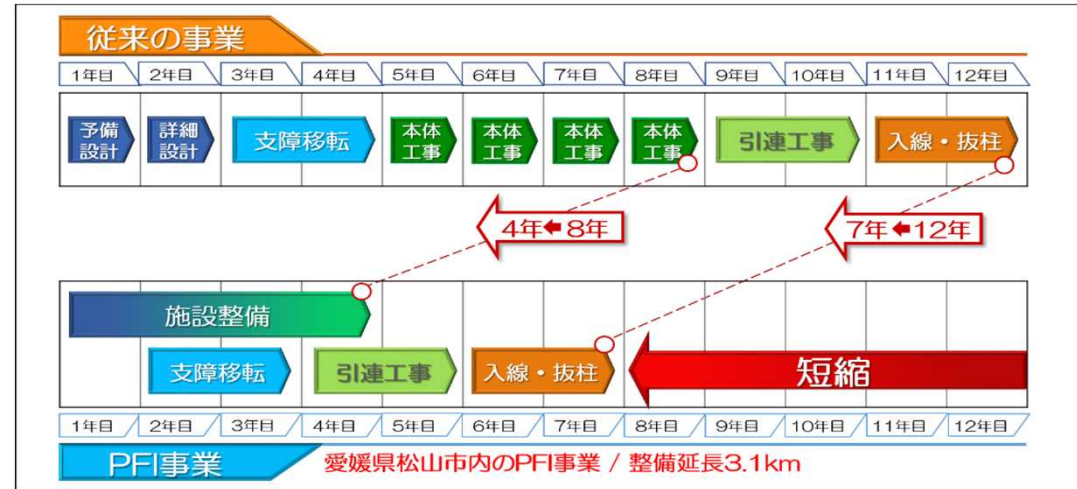 従来の事業
1年目 2年目 3年目 4年目 5年目 6年目 7年目 8年目 9年目 10年目 11年目 12年目
予備
設計
詳細
設計
支障移転
本体
工事
本体
工事
本体
工事
本体
工事
引連工事
入線・抜柱
4年⬅8年
7年⬅12年
施設整備
支障移転
引連工事
入線・抜柱
短縮
1年目 2年目 3年目 4年目 5年目 6年目 7年目 8年目 9年目 10年目 11年目 12年目
PFI事業
愛媛県松山市内のPFI事業 / 整備延長3.1km